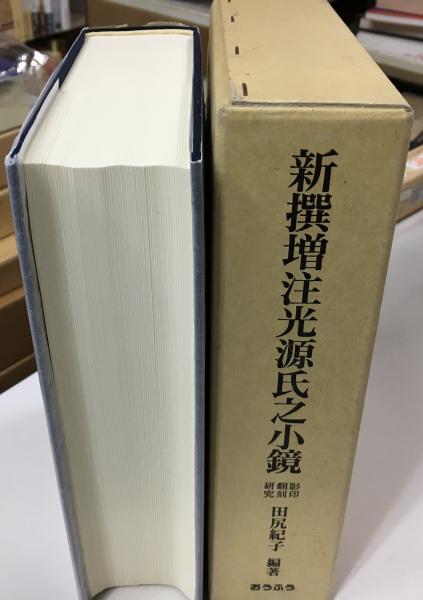 新撰増注光源氏之小鏡
影印
翻刻
研究
田尻紀子 編著
おうふう